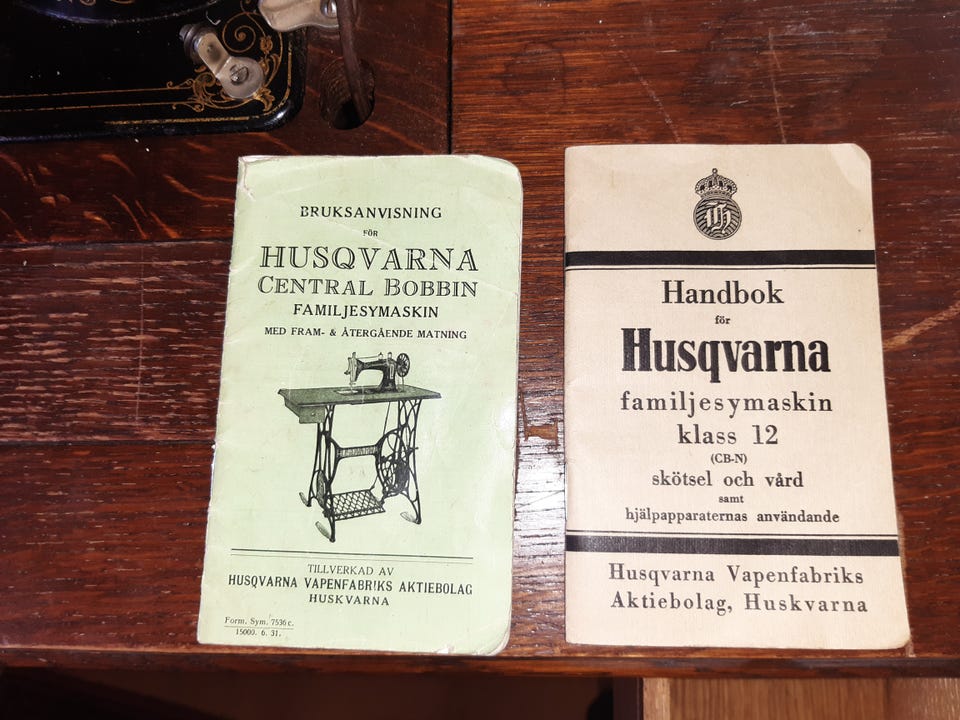 BRUKSANVISNING
FÖR
HUSQVARNA
CENTRAL BOBBIN
FAMILJESYMASKIN
MED FRAM- & ÅTERGÅENDE MATNING
TILLVERKAD AV
HUSQVARNA VAPENFABRIKS AKTIEBOLAG
HUSKVARNA
Form. Sym. 7536 c.
15000. 6. 31.
Handbok
för
Husqvarna
familjesymaskin
klass 12
(CB-N)
skötsel och vård
samt
hjälpapparaternas användande
Husqvarna Vapenfabriks
Aktiebolag, Huskvarna